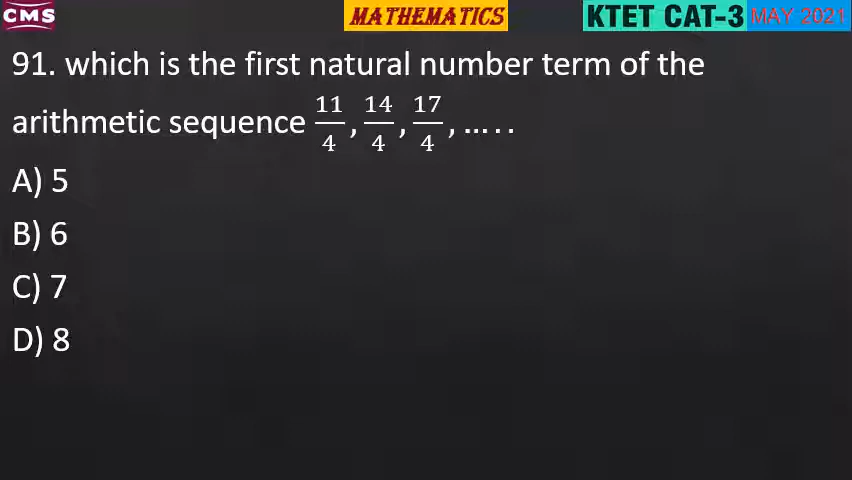 CMS MATHEMATICS KTET CAT-3 MAY 2021
91. which is the first natural number term of the
arithmetic sequence 11/4, 14/4, 17/4, …..
A) 5
B) 6
C) 7
D) 8